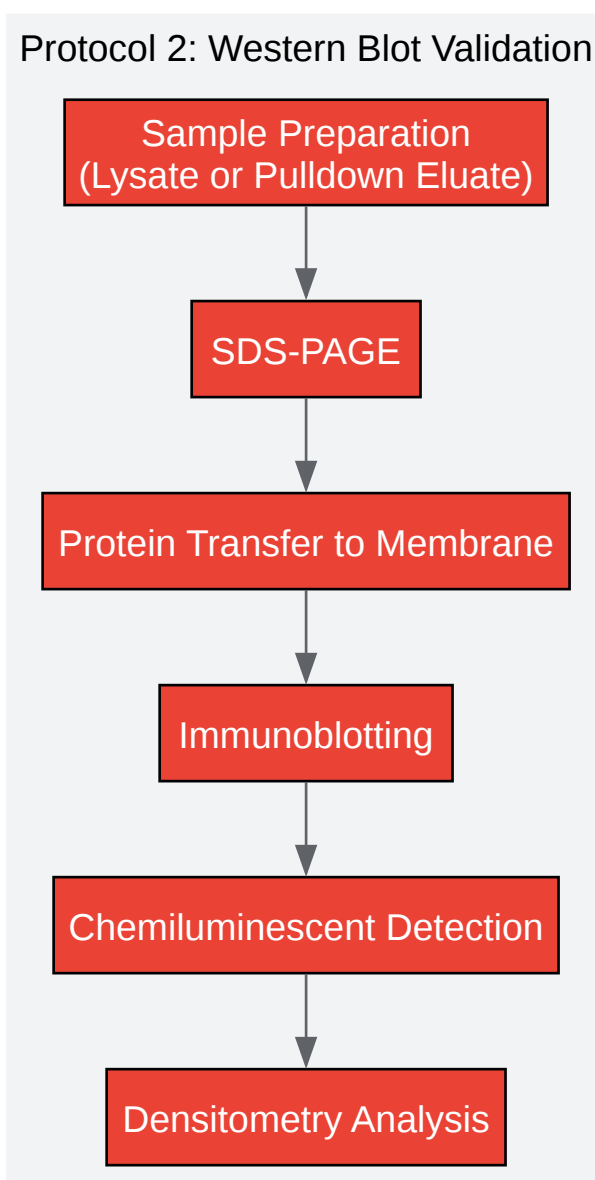 Protocol 2: Western Blot Validation
Sample Preparation
(Lysate or Pulldown Eluate)
SDS-PAGE
Protein Transfer to Membrane
Immunoblotting
Chemiluminescent Detection
Densitometry Analysis